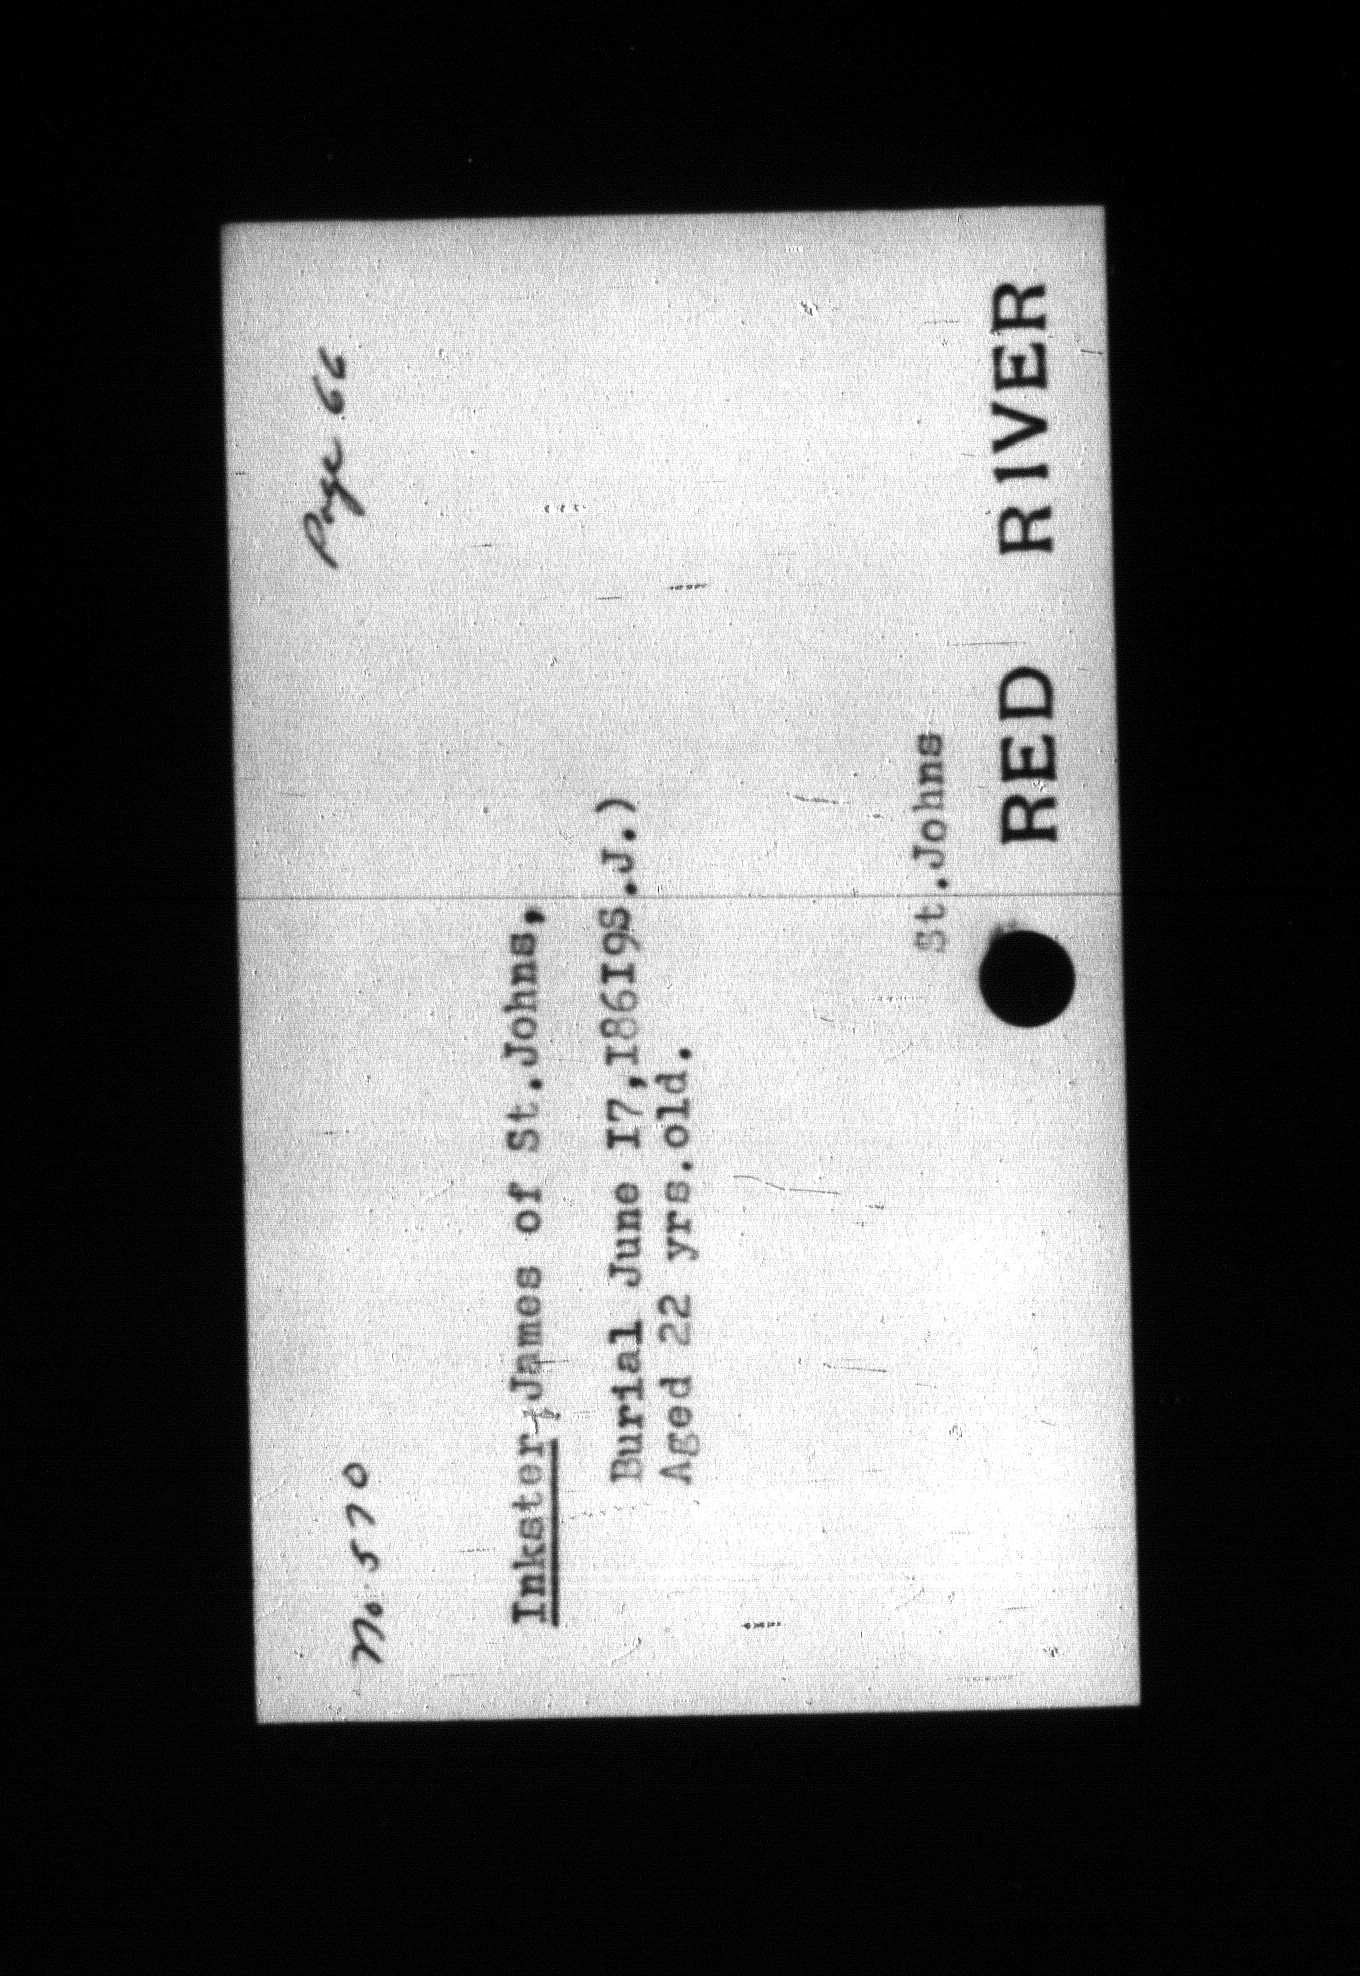 No. 570 Page 66
Inkster, James of St.Johns,
Burial June I7,I86I9S.J.)
Aged 22 yrs.old.
St.Johns
RED RIVER